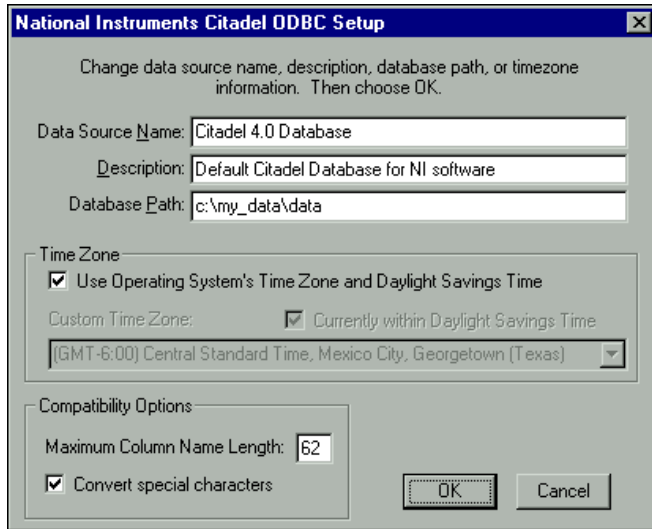 National Instruments Citadel ODBC Setup
Change data source name, description, database path, or timezone
information. Then choose OK.
Data Source Name: Citadel 4.0 Database
Description: Default Citadel Database for NI software
Database Path: c:\my_data\data
Time Zone
Use Operating System's Time Zone and Daylight Savings Time
Custom Time Zone: Currently within Daylight Savings Time
(GMT-6:00) Central Standard Time, Mexico City, Georgetown (Texas)
Compatibility Options
Maximum Column Name Length: 62
Convert special characters
OK Cancel